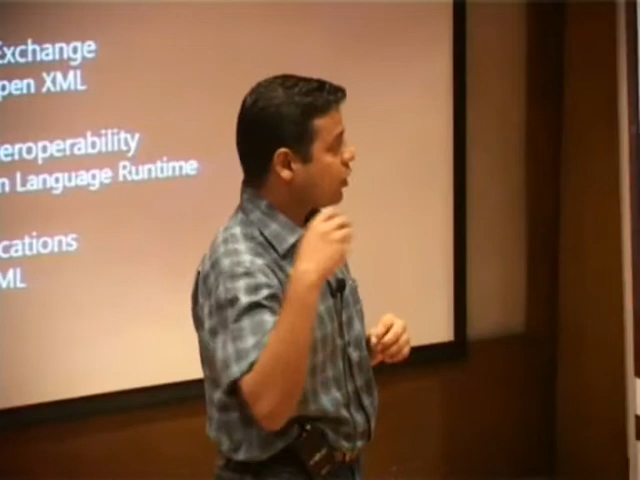 Exchange
pen XML
eroperability
n Language Runtime
cations
ML